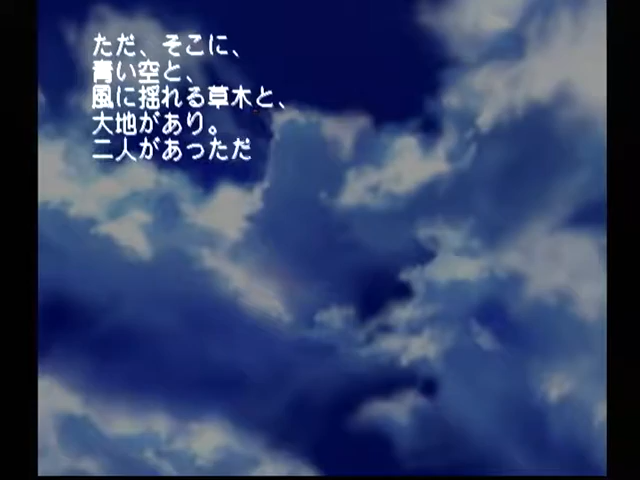 ただ、そこに、
青い空と、
風に揺れる草木と、
大地があり。
二人があっただ